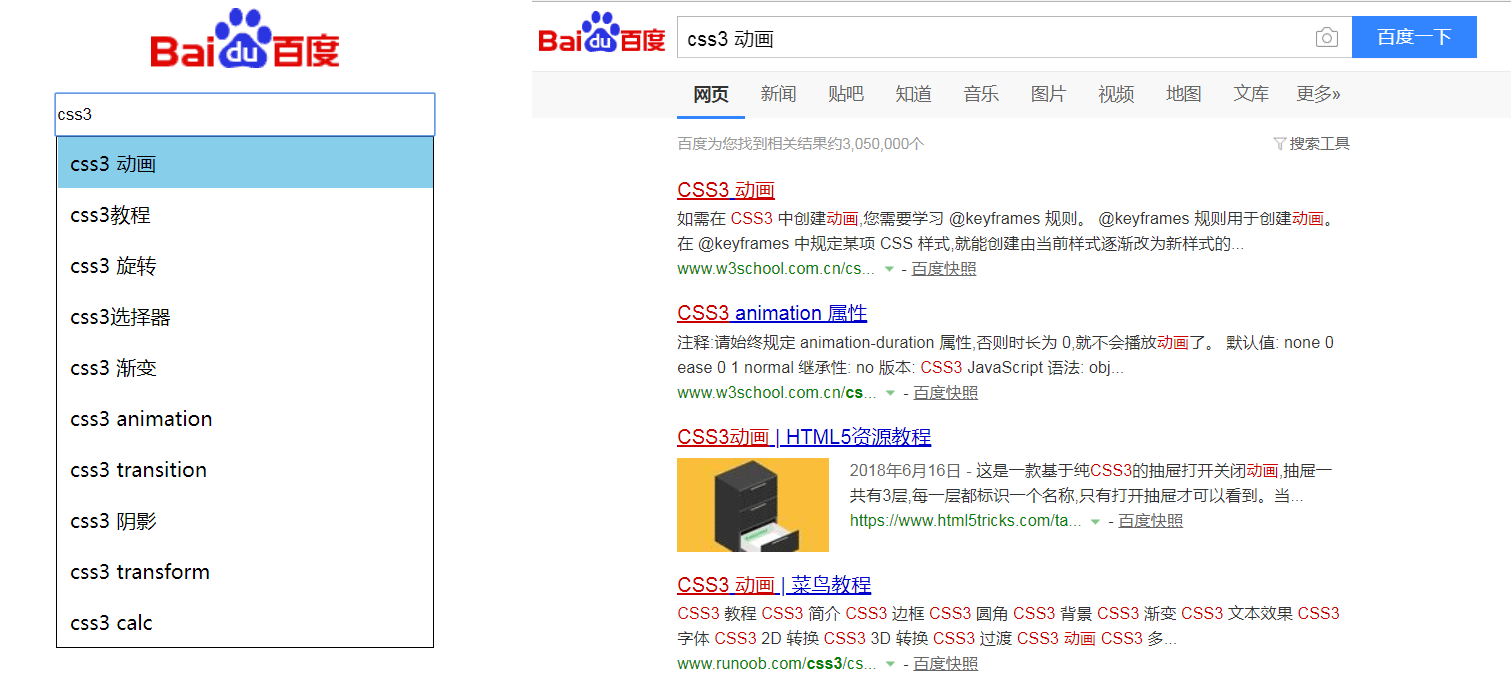 Bai du 百度
css3
css3 动画
css3教程
css3 旋转
css3选择器
css3 渐变
css3 animation
css3 transition
css3 阴影
css3 transform
css3 calc
Bai du 百度 css3 动画 百度一下
网页 新闻 贴吧 知道 音乐 图片 视频 地图 文库 更多»
百度为您找到相关结果约3,050,000个 搜索工具
CSS3 动画
如需在 CSS3 中创建动画,您需要学习 @keyframes 规则。 @keyframes 规则用于创建动画。
在 @keyframes 中规定某项 CSS 样式,就能创建由当前样式逐渐改为新样式的...
www.w3school.com.cn/cs... - 百度快照
CSS3 animation 属性
注释:请始终规定 animation-duration 属性,否则时长为 0,就不会播放动画了。 默认值: none 0
ease 0 1 normal 继承性: no 版本: CSS3 JavaScript 语法: obj...
www.w3school.com.cn/cs... - 百度快照
CSS3动画 | HTML5资源教程
2018年6月16日 - 这是一款基于纯CSS3的抽屉打开关闭动画,抽屉一
共有3层,每一层都标识一个名称,只有打开抽屉才可以看到。当...
https://www.html5tricks.com/ta... - 百度快照
CSS3 动画 | 菜鸟教程
CSS3 教程 CSS3 简介 CSS3 边框 CSS3 圆角 CSS3 背景 CSS3 渐变 CSS3 文本效果 CSS3
字体 CSS3 2D 转换 CSS3 3D 转换 CSS3 过渡 CSS3 动画 CSS3 多...
www.runoob.com/css3/cs... - 百度快照